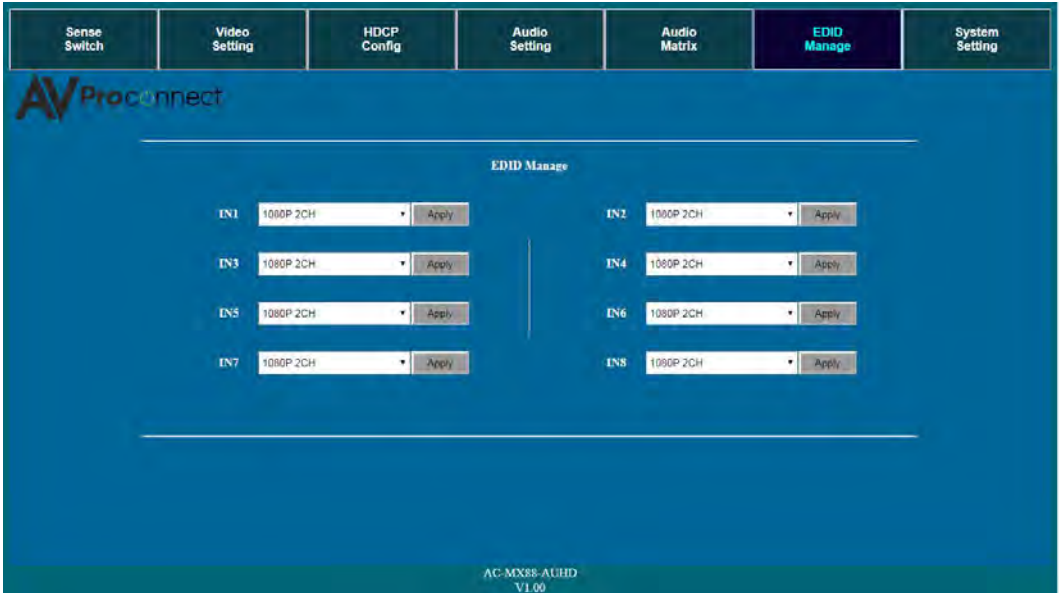 Sense
Switch
Video
Setting
HDCP
Config
Audio
Setting
Audio
Matrix
EDID
Manage
System
Setting
AVProconnect
EDID Manage
IN1 1080P 2CH Apply IN2 1080P 2CH Apply
IN3 1080P 2CH Apply IN4 1080P 2CH Apply
IN5 1080P 2CH Apply IN6 1080P 2CH Apply
IN7 1080P 2CH Apply IN8 1080P 2CH Apply
AC-MX88-AUHD
V1.00